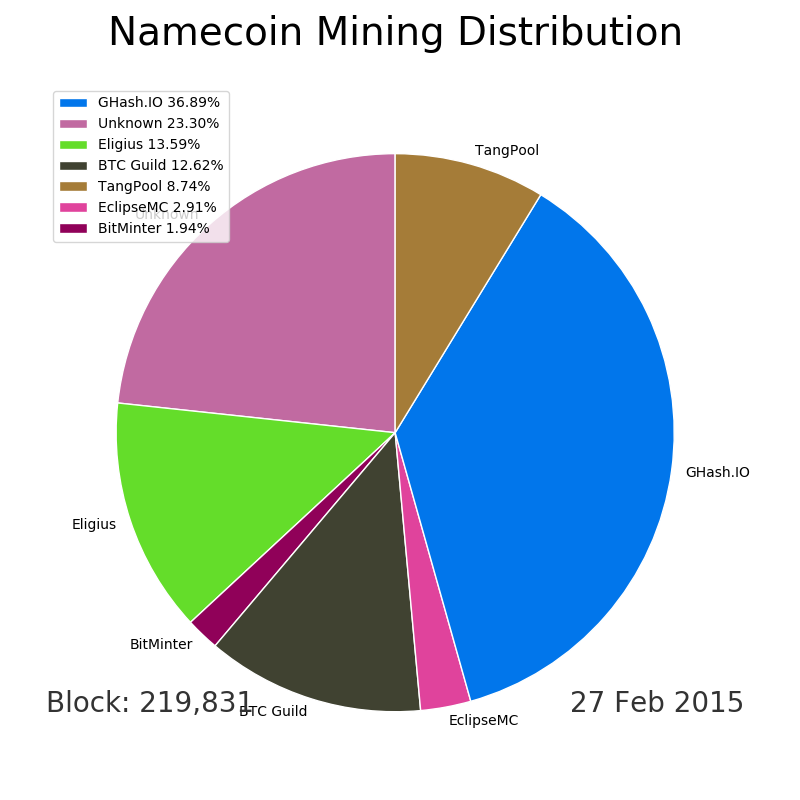 Namecoin Mining Distribution
GHash.IO 36.89%
Unknown 23.30%
Eligius 13.59%
BTC Guild 12.62%
TangPool 8.74%
EclipseMC 2.91%
BitMinter 1.94%
TangPool
Unknown
GHash.IO
Eligius
BitMinter
Block: 219,831
BTC Guild
EclipseMC
27 Feb 2015